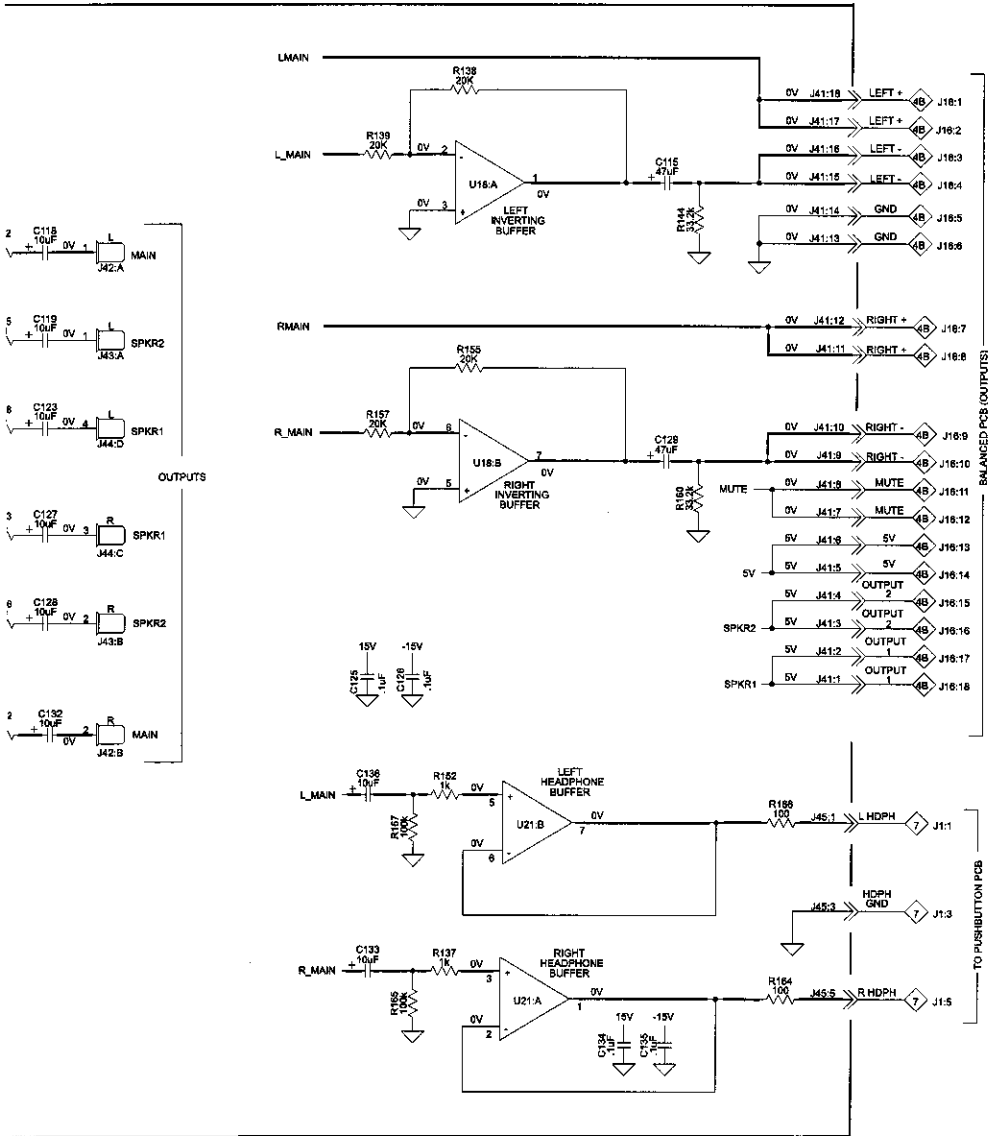 LMAIN
R138
20K
R139
20K
L_MAIN
0V
2
-
U18:A
1
0V
0V
3
+
LEFT
INVERTING
BUFFER
C115
+
47uF
R144
33.2k
0V J41:18 LEFT + 4B J16:1
0V J41:17 LEFT + 4B J16:2
0V J41:16 LEFT - 4B J16:3
0V J41:15 LEFT - 4B J16:4
0V J41:14 GND 4B J16:5
0V J41:13 GND 4B J16:6
2
C118
+ 10uF 0V 1 L
J42:A
MAIN
5
C119
+ 10uF 0V 1 L
J43:A
SPKR2
8
C123
+ 10uF 0V 4 L
J44:D
SPKR1
OUTPUTS
3
C127
+ 10uF 0V 3 R
J44:C
SPKR1
6
C128
+ 10uF 0V 2 R
J43:B
SPKR2
2
C132
+ 10uF 0V 2 R
J42:B
MAIN
RMAIN
0V J41:12 RIGHT + 4B J16:7
0V J41:11 RIGHT + 4B J16:8
R155
20K
R157
20K
R_MAIN
0V
6
-
U18:B
7
0V
0V
5
+
RIGHT
INVERTING
BUFFER
C129
+
47uF
R160
33.2k
0V J41:10 RIGHT - 4B J16:9
0V J41:9 RIGHT - 4B J16:10
MUTE
0V J41:8 MUTE 4B J16:11
0V J41:7 MUTE 4B J16:12
5V J41:6 5V 4B J16:13
5V
5V J41:5 5V 4B J16:14
OUTPUT
5V J41:4 2 4B J16:15
OUTPUT
SPKR2
5V J41:3 2 4B J16:16
OUTPUT
5V J41:2 1 4B J16:17
OUTPUT
SPKR1
5V J41:1 1 4B J16:18
BALANCED PCB (OUTPUTS)
15V
C125
.1uF
-15V
C126
.1uF
L_MAIN
C136
+ 10uF
R152
1k
R167
100k
0V
5
+
LEFT
HEADPHONE
BUFFER
U21:B
0V
7
0V
6
-
R166
100
J45:1 L HDPH 7 J1:1
HDPH
GND
J45:3 7 J1:3
TO PUSHBUTTON PCB
R_MAIN
C133
+ 10uF
R137
1k
R165
100k
0V
3
+
RIGHT
HEADPHONE
BUFFER
U21:A
0V
1
0V
2
-
15V
C134
.1uF
-15V
C135
.1uF
R164
100
J45:5 R HDPH 7 J1:5